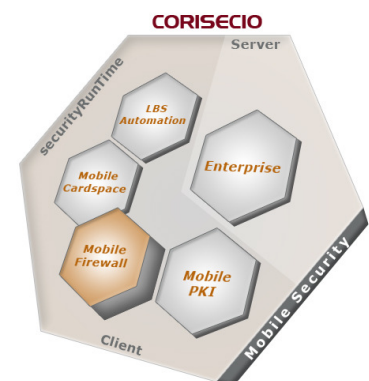 CORISECIO
Server
securityRunTime
LBS
Automation
Enterprise
Mobile
Cardspace
Mobile
Firewall
Mobile
PKI
Client
Mobile Security